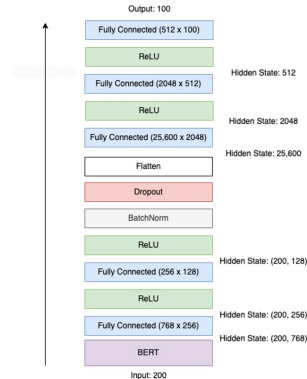 Output: 100
Fully Connected (512 x 100)
ReLU
Hidden State: 512
Fully Connected (2048 x 512)
ReLU
Hidden State: 2048
Fully Connected (25,600 x 2048)
Hidden State: 25,600
Flatten
Dropout
BatchNorm
ReLU
Hidden State: (200, 128)
Fully Connected (256 x 128)
ReLU
Hidden State: (200, 256)
Fully Connected (768 x 256)
Hidden State: (200, 768)
BERT
Input: 200